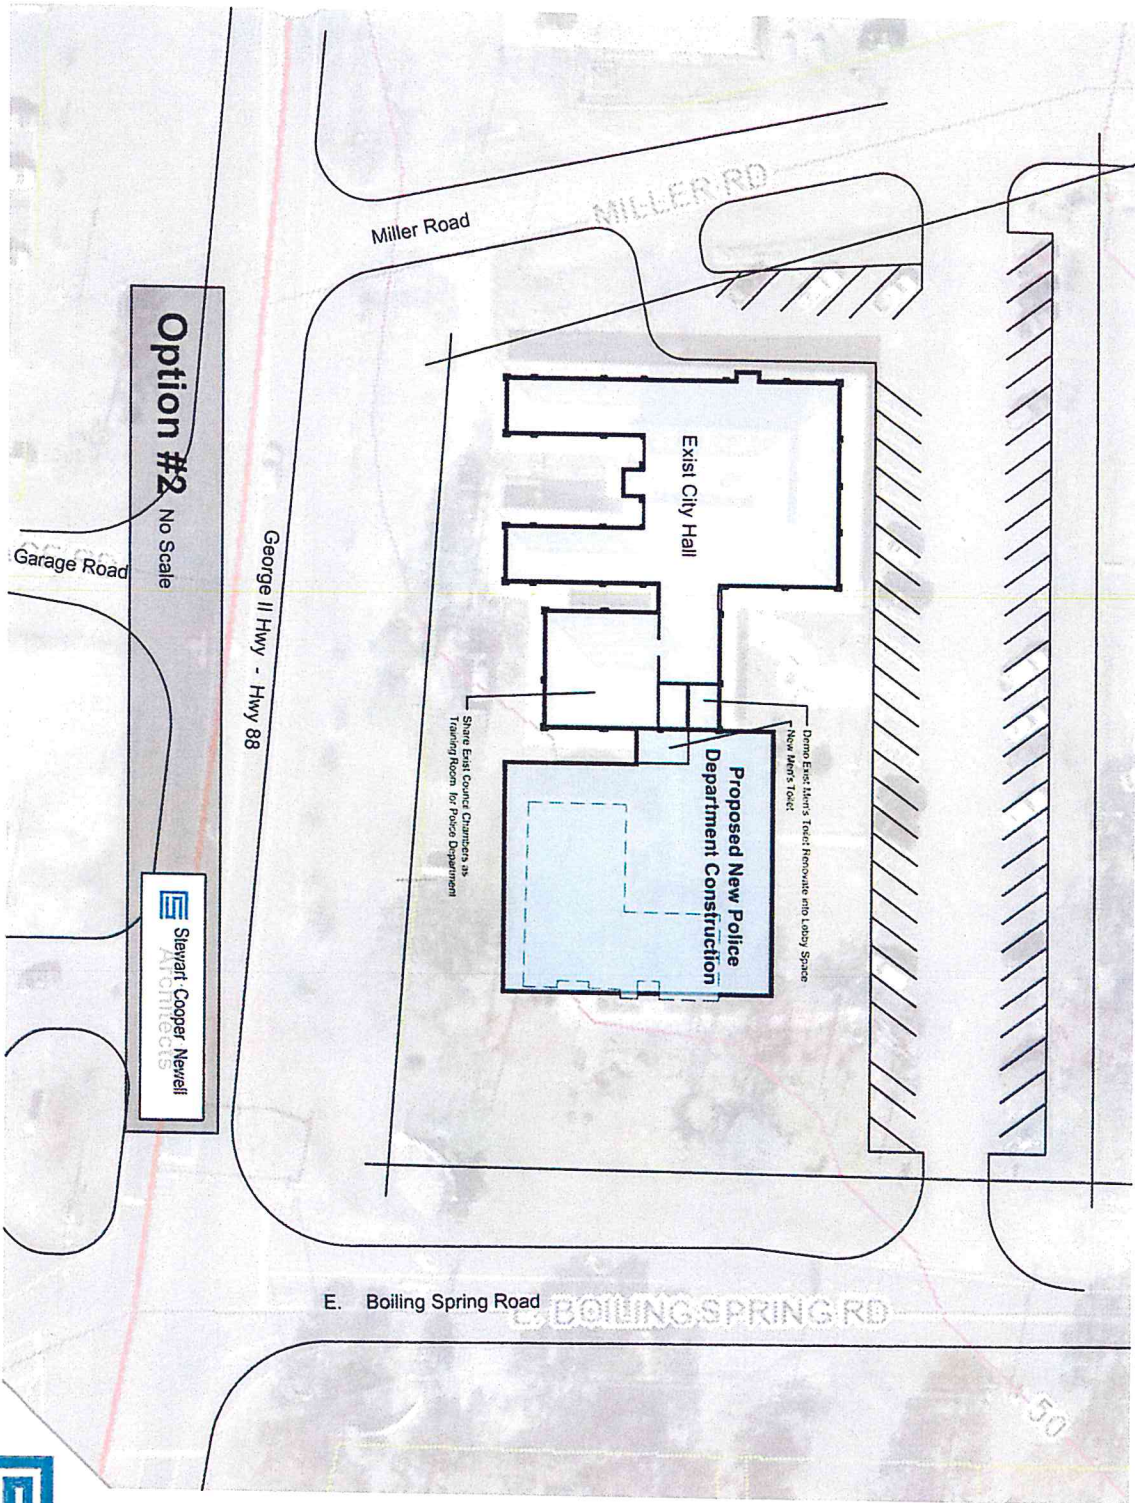 MILLER RD
Miller Road
Exist City Hall
Demo Exist Men's Toilet Renovate into Lobby Space
New Men's Toilet
Proposed New Police
Department Construction
Share Exist Council Chambers as
Training Room for Police Department
George II Hwy - Hwy 88
Option #2 No Scale
Garage Road
Stewart·Cooper·Newell
Architects
E. Boiling Spring Road
E. BOILING SPRING RD
50